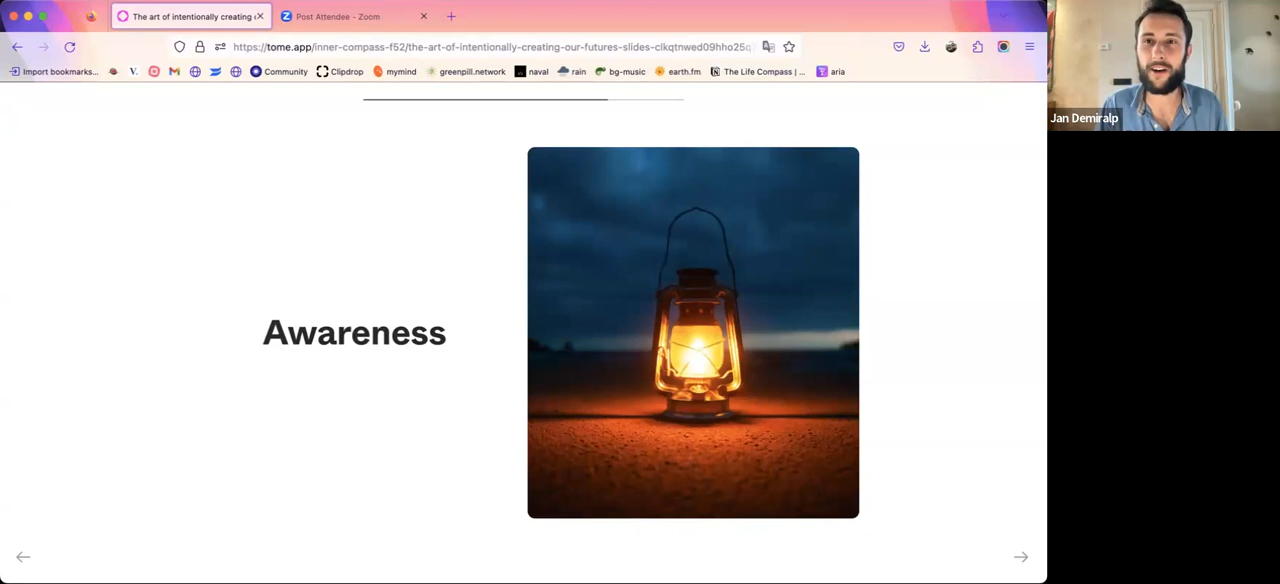 The art of intentionally creating
Post Attendee - Zoom
https://tome.app/inner-compass-f52/the-art-of-intentionally-creating-our-futures-slides-clkqtnwed09hho25q
Import bookmarks...
V.
Community
Clipdrop
mymind
greenpill.network
naval
rain
bg-music
earth.fm
The Life Compass | ...
aria
Jan Demiralp
Awareness